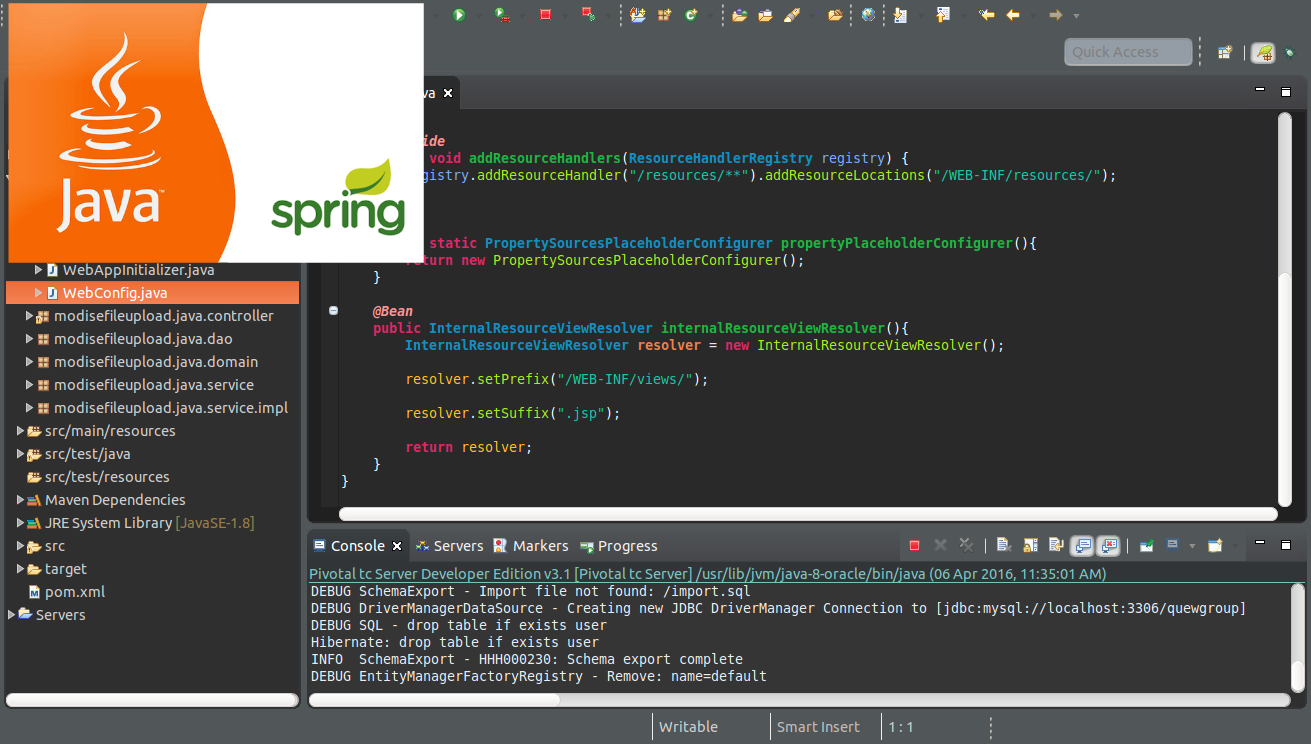 Java™
spring
Quick Access
va
ide
void addResourceHandlers(ResourceHandlerRegistry registry) {
gistry.addResourceHandler("/resources/**").addResourceLocations("/WEB-INF/resources/");
static PropertySourcesPlaceholderConfigurer propertyPlaceholderConfigurer(){
return new PropertySourcesPlaceholderConfigurer();
}
@Bean
public InternalResourceViewResolver internalResourceViewResolver(){
InternalResourceViewResolver resolver = new InternalResourceViewResolver();
resolver.setPrefix("/WEB-INF/views/");
resolver.setSuffix(".jsp");
return resolver;
}
}
WebAppInitializer.java
WebConfig.java
modisefileupload.java.controller
modisefileupload.java.dao
modisefileupload.java.domain
modisefileupload.java.service
modisefileupload.java.service.impl
src/main/resources
src/test/java
src/test/resources
Maven Dependencies
JRE System Library [JavaSE-1.8]
src
target
pom.xml
Servers
Console Servers Markers Progress
Pivotal tc Server Developer Edition v3.1 [Pivotal tc Server] /usr/lib/jvm/java-8-oracle/bin/java (06 Apr 2016, 11:35:01 AM)
DEBUG SchemaExport - Import file not found: /import.sql
DEBUG DriverManagerDataSource - Creating new JDBC DriverManager Connection to [jdbc:mysql://localhost:3306/quewgroup]
DEBUG SQL - drop table if exists user
Hibernate: drop table if exists user
INFO  SchemaExport - HHH000230: Schema export complete
DEBUG EntityManagerFactoryRegistry - Remove: name=default
Writable Smart Insert 1 : 1